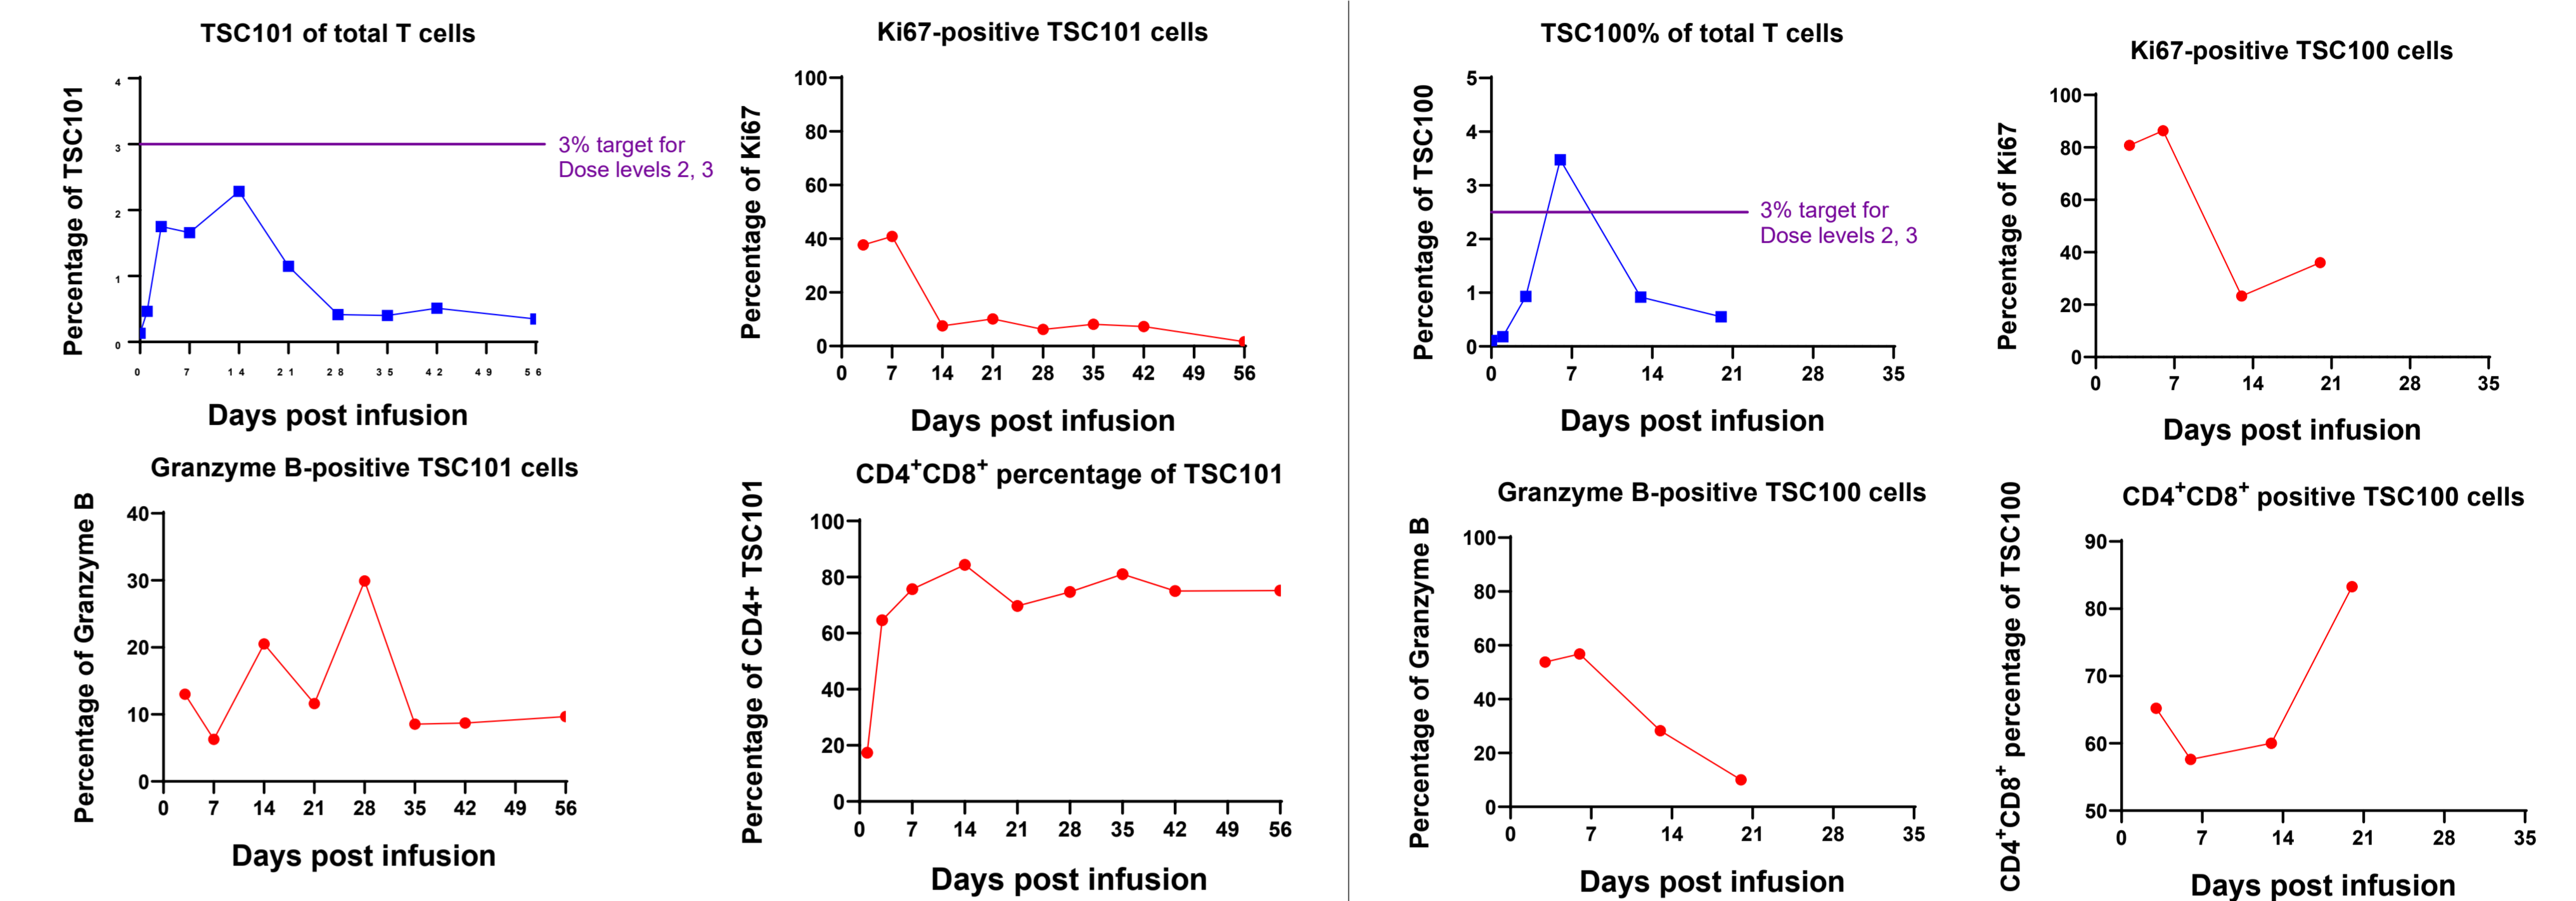 TSC101 of total T cells
Percentage of TSC101
4
3
2
1
0
3% target for
Dose levels 2, 3
0 7 14 21 28 35 42 49 56
Days post infusion
Ki67-positive TSC101 cells
Percentage of Ki67
100
80
60
40
20
0
0 7 14 21 28 35 42 49 56
Days post infusion
Granzyme B-positive TSC101 cells
Percentage of Granzyme B
40
30
20
10
0
0 7 14 21 28 35 42 49 56
Days post infusion
CD4+CD8+ percentage of TSC101
Percentage of CD4+ TSC101
100
80
60
40
20
0
0 7 14 21 28 35 42 49 56
Days post infusion
TSC100% of total T cells
Percentage of TSC100
5
4
3
2
1
0
3% target for
Dose levels 2, 3
0 7 14 21 28 35
Days post infusion
Ki67-positive TSC100 cells
Percentage of Ki67
100
80
60
40
20
0
0 7 14 21 28 35
Days post infusion
Granzyme B-positive TSC100 cells
Percentage of Granzyme B
100
80
60
40
20
0
0 7 14 21 28 35
Days post infusion
CD4+CD8+ positive TSC100 cells
CD4+CD8+ percentage of TSC100
90
80
70
60
50
0 7 14 21 28 35
Days post infusion